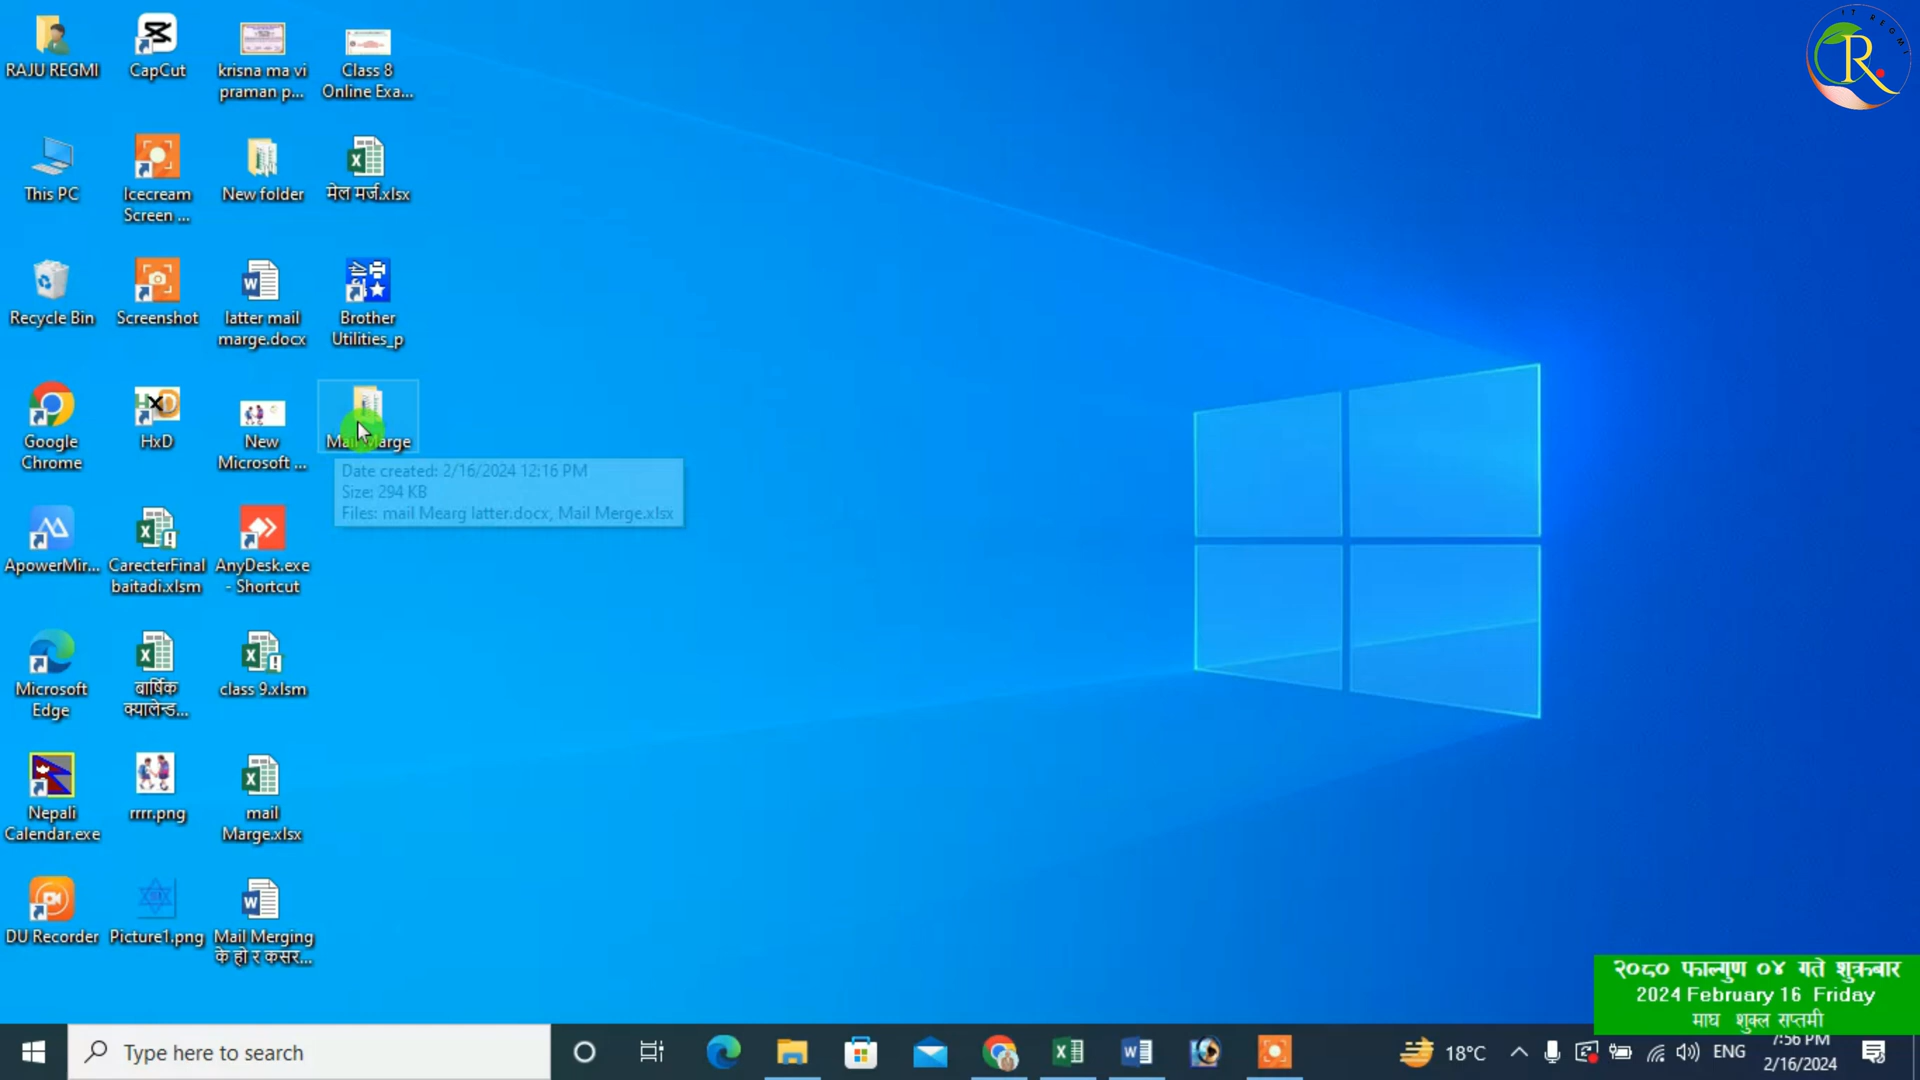 RAJU REGMI
CapCut
krisna ma vi
praman p...
Class 8
Online Exa...
This PC
Icecream
Screen ...
New folder
मेल मर्ज.xlsx
Recycle Bin
Screenshot
latter mail
marge.docx
Brother
Utilities_p
Google
Chrome
HxD
New
Microsoft ...
Date created: 2/16/2024 12:16 PM
Size: 294 KB
Files: mail Mearg latter.docx, Mail Merge.xlsx
ApowerMir...
CarecterFinal
baitadi.xlsm
AnyDesk.exe
- Shortcut
Microsoft
Edge
बार्षिक
क्यालेन्ड...
class 9.xlsm
Nepali
Calendar.exe
rrrr.png
mail
Marge.xlsx
DU Recorder
Picture1.png
Mail Merging
के हो र कसर...
IT REGMI
R
२०८० फाल्गुण ०४ गते शुक्रबार
2024 February 16 Friday
माघ शुक्ल सप्तमी
Type here to search
18°C
ENG
7:56 PM
2/16/2024